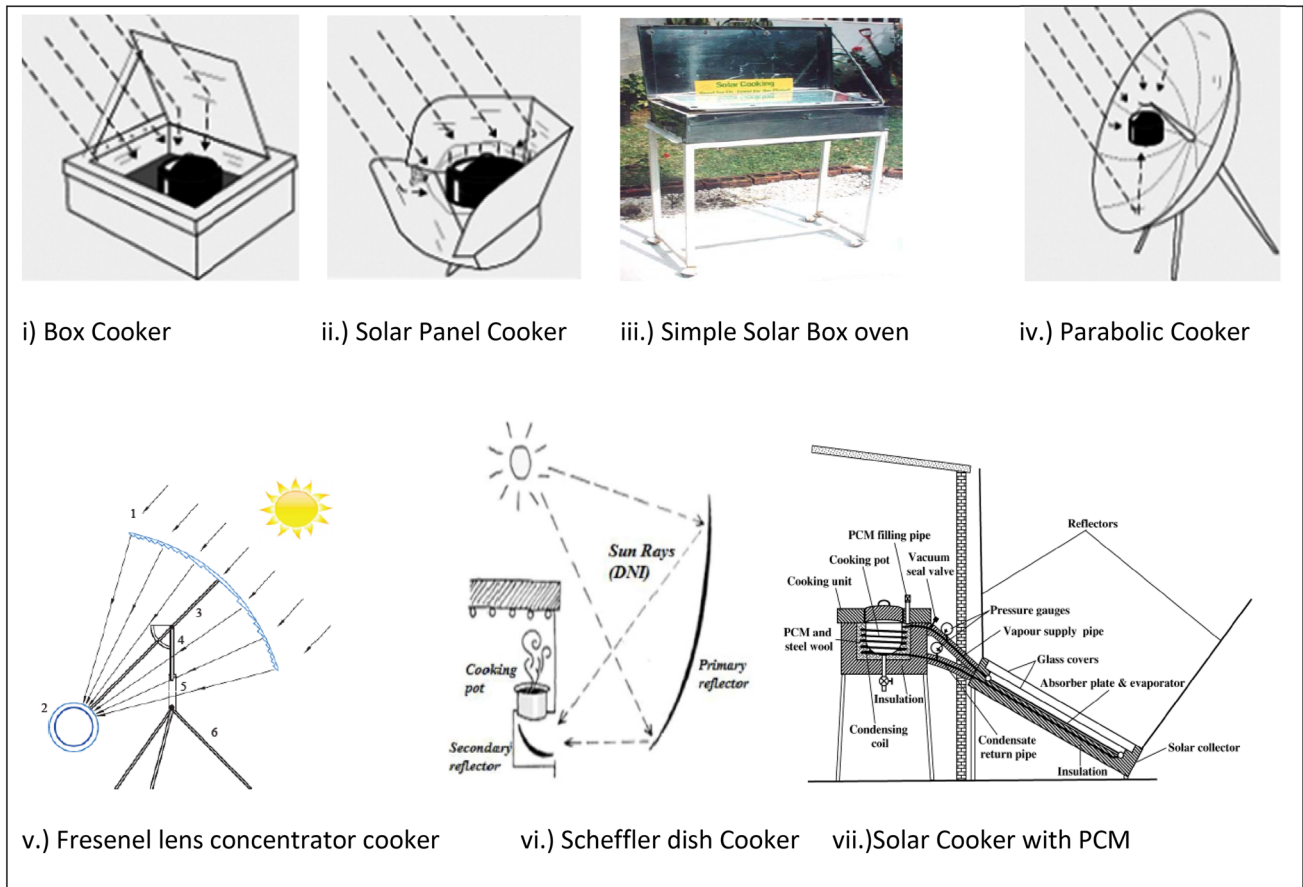 Solar Cooking
i) Box Cooker
ii.) Solar Panel Cooker
iii.) Simple Solar Box oven
iv.) Parabolic Cooker
1
2
3
4
5
6
v.) Fresenel lens concentrator cooker
Sun Rays
(DNI)
Cooking
pot
Primary
reflector
Secondary
reflector
vi.) Scheffler dish Cooker
Reflectors
PCM filling pipe
Cooking pot
Vacuum
seal valve
Cooking unit
Pressure gauges
PCM and
steel wool
Vapour supply pipe
Glass covers
Absorber plate & evaporator
Insulation
Condensing
coil
Condensate
return pipe
Solar collector
Insulation
vii.)Solar Cooker with PCM